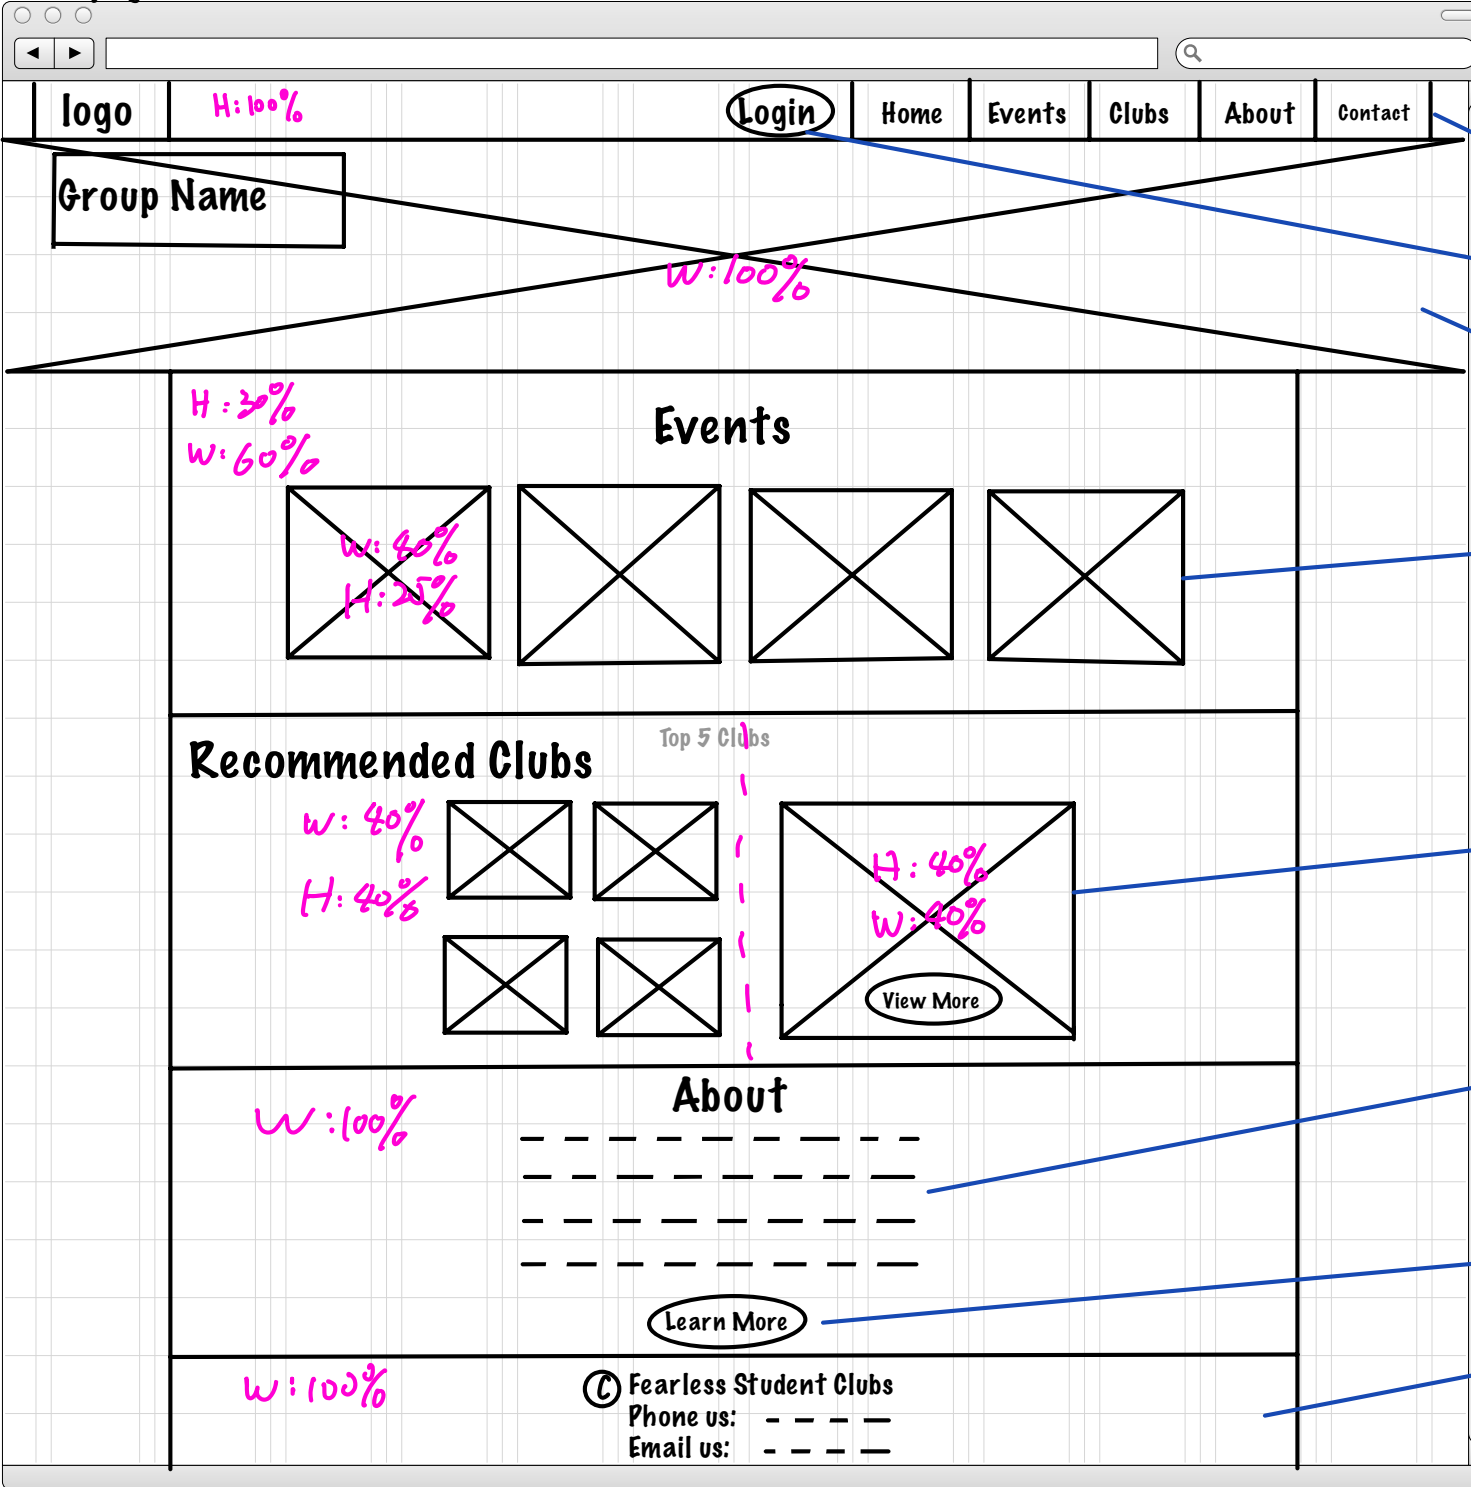 logo
H:100%
Login
Home
Events
Clubs
About
Contact
Group Name
W:100%
H:30%
W:60%
Events
W:40%
H:25%
Top 5 Clubs
Recommended Clubs
W:40%
H:40%
H:40%
W:40%
View More
About
W:100%
Learn More
W:100%
© Fearless Student Clubs
Phone us:
Email us: